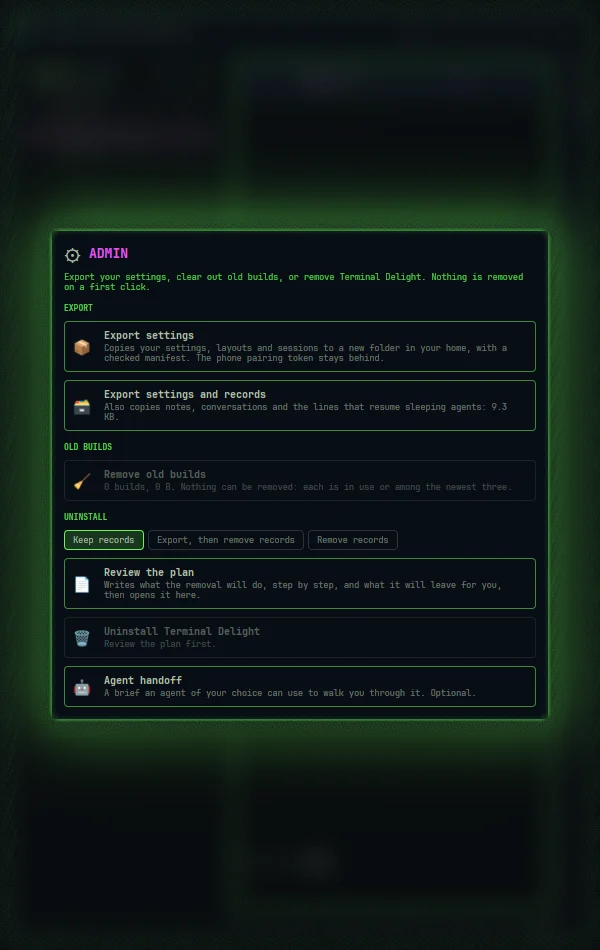 ADMIN
Export your settings, clear out old builds, or remove Terminal Delight. Nothing is removed
on a first click.
EXPORT
Export settings
Copies your settings, layouts and sessions to a new folder in your home, with a
checked manifest. The phone pairing token stays behind.
Export settings and records
Also copies notes, conversations and the lines that resume sleeping agents: 9.3
KB.
OLD BUILDS
Remove old builds
0 builds, 0 B. Nothing can be removed: each is in use or among the newest three.
UNINSTALL
Keep records
Export, then remove records
Remove records
Review the plan
Writes what the removal will do, step by step, and what it will leave for you,
then opens it here.
Uninstall Terminal Delight
Review the plan first.
Agent handoff
A brief an agent of your choice can use to walk you through it. Optional.